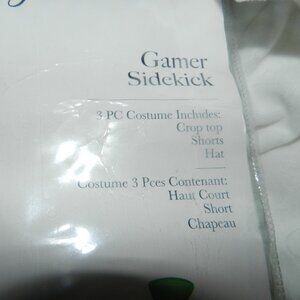 Gamer
Sidekick
3 PC Costume Includes:
Crop top
Shorts
Hat
Costume 3 Pces Contenant:
Haut Court
Short
Chapeau